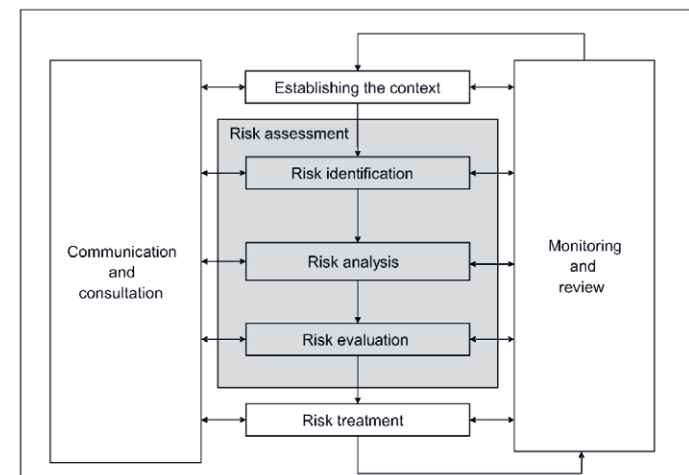 Establishing the context
Risk assessment
Risk identification
Communication
and
consultation
Risk analysis
Monitoring
and
review
Risk evaluation
Risk treatment